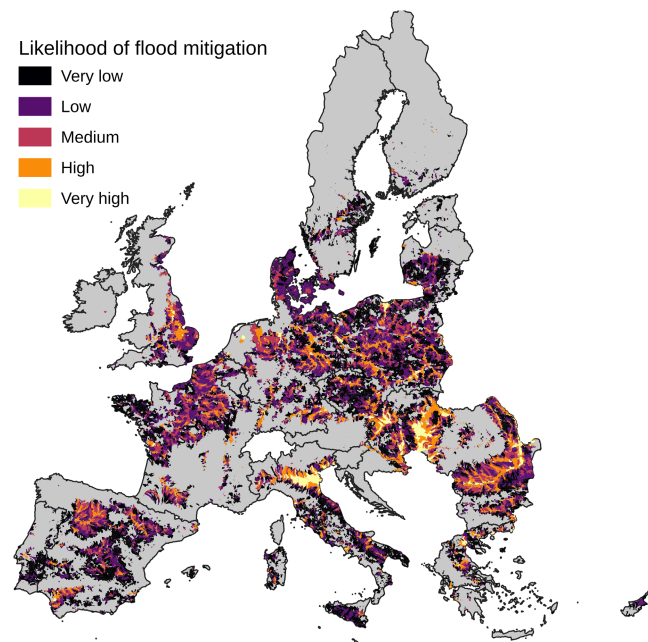 Likelihood of flood mitigation
Very low
Low
Medium
High
Very high